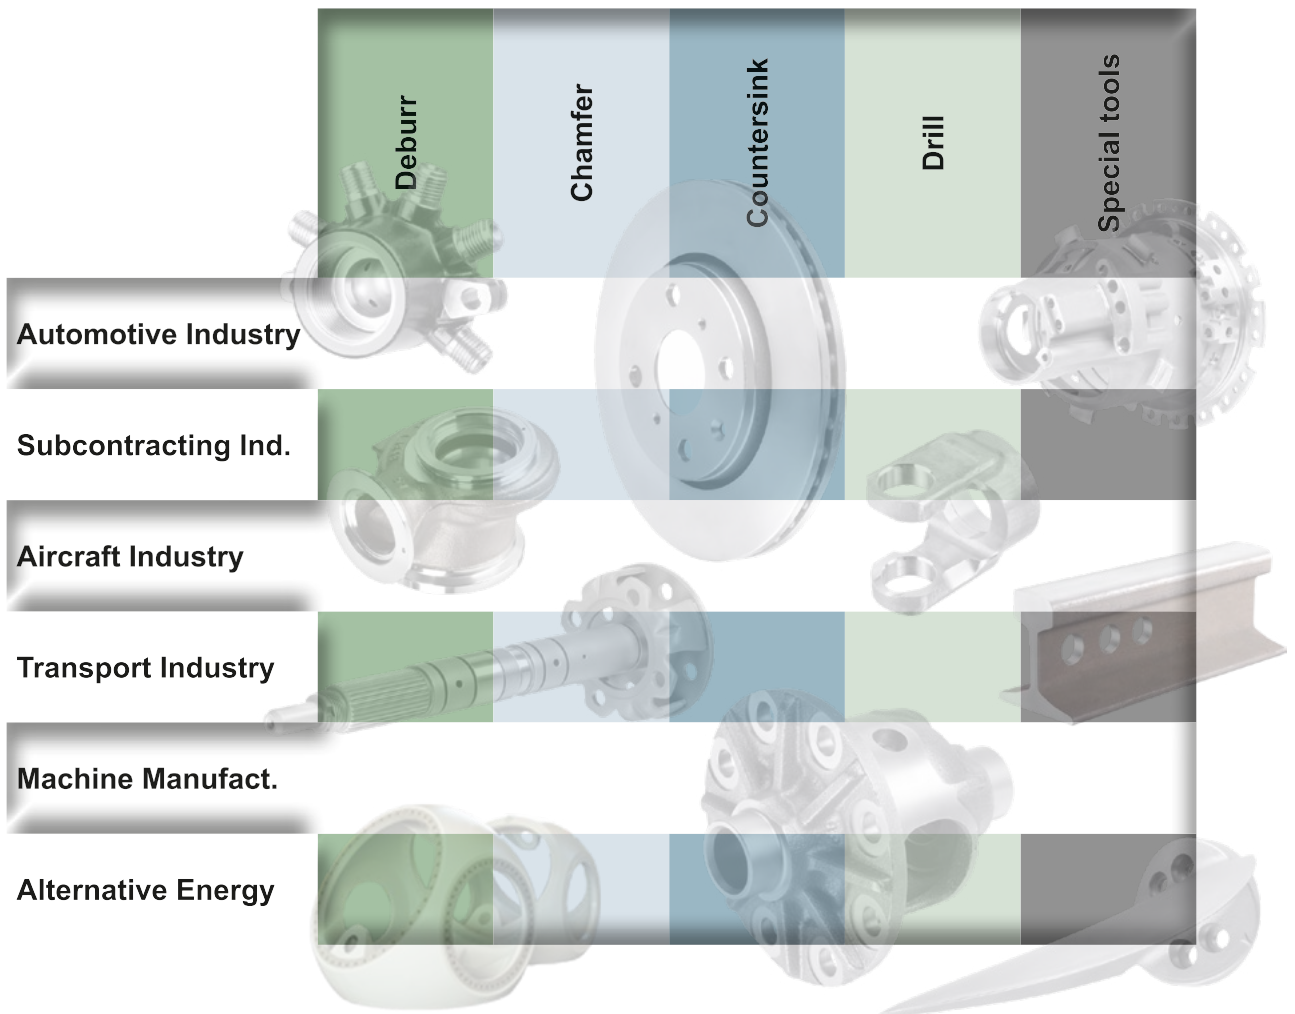 Deburr
Chamfer
Countersink
Drill
Special tools
Automotive Industry
Subcontracting Ind.
Aircraft Industry
Transport Industry
Machine Manufact.
Alternative Energy